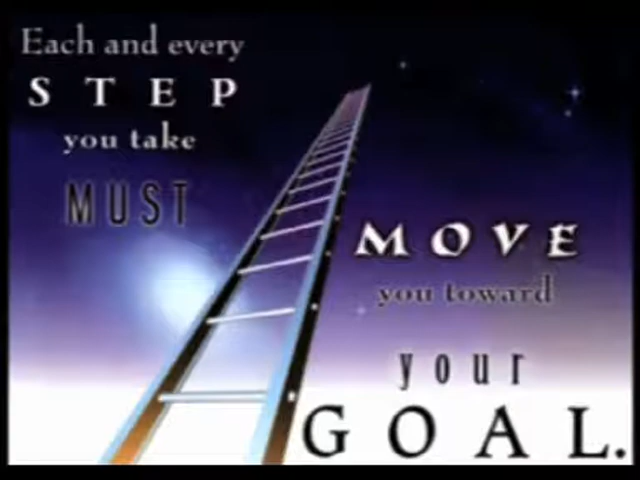 Each and every
STEP
you take
MUST
MOVE
you toward
your
GOAL.